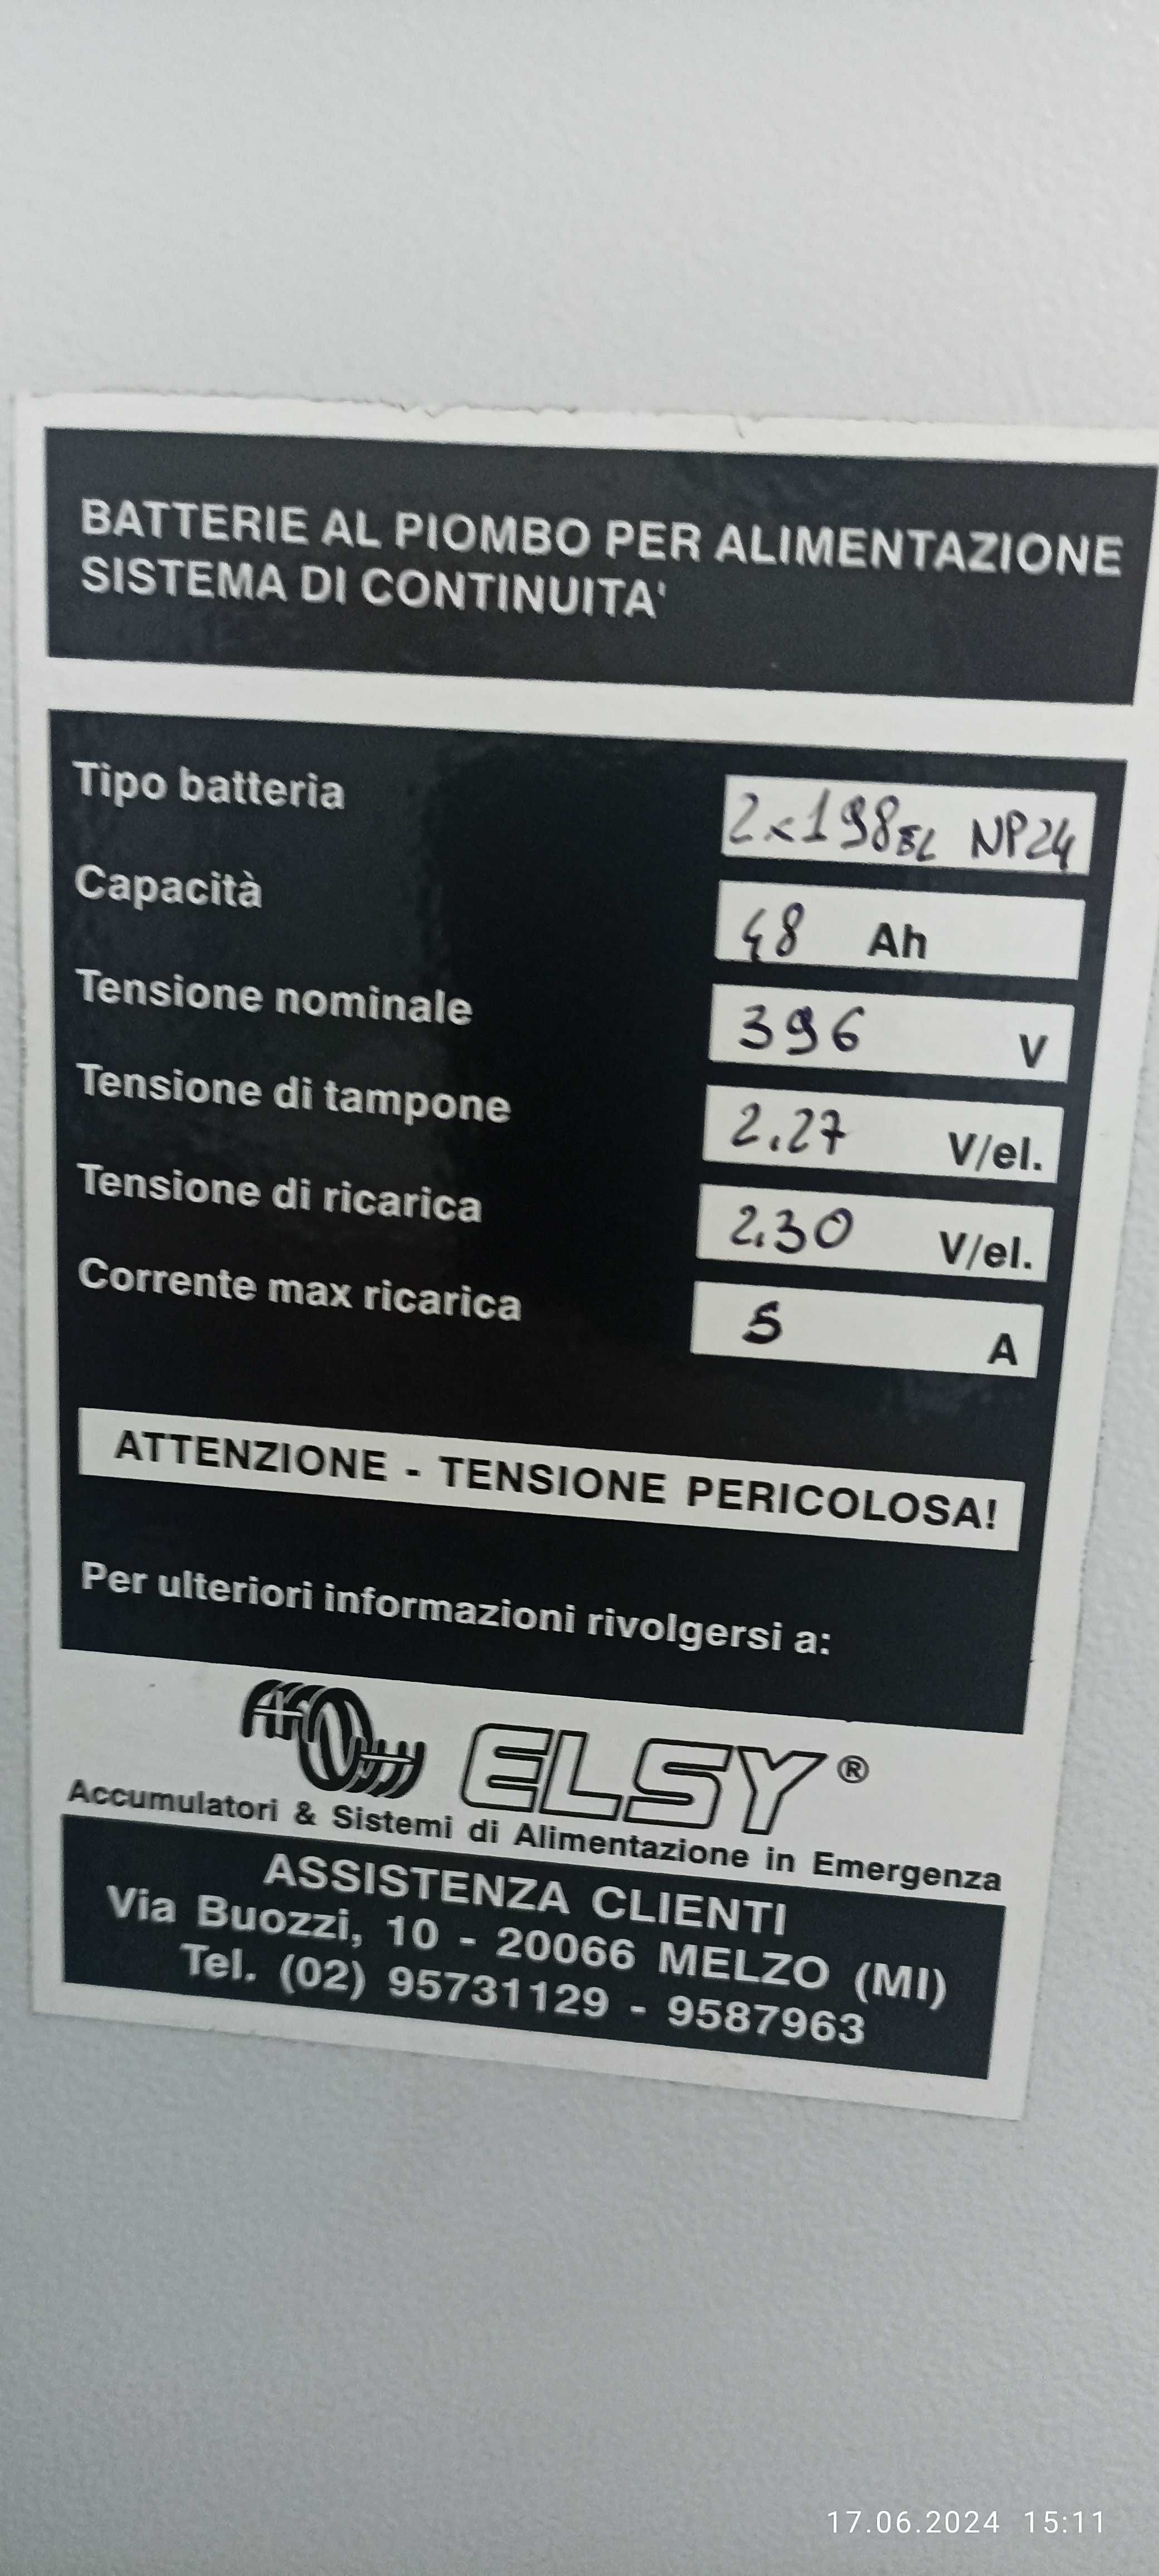 BATTERIE AL PIOMBO PER ALIMENTAZIONE
SISTEMA DI CONTINUITA'
Tipo batteria 2x198EL NP24
Capacità 48 Ah
Tensione nominale 396 V
Tensione di tampone 2.27 V/el.
Tensione di ricarica 2.30 V/el.
Corrente max ricarica 5 A
ATTENZIONE - TENSIONE PERICOLOSA!
Per ulteriori informazioni rivolgersi a:
ELSY®
Accumulatori & Sistemi di Alimentazione in Emergenza
ASSISTENZA CLIENTI
Via Buozzi, 10 - 20066 MELZO (MI)
Tel. (02) 95731129 - 9587963
17.06.2024 15:11